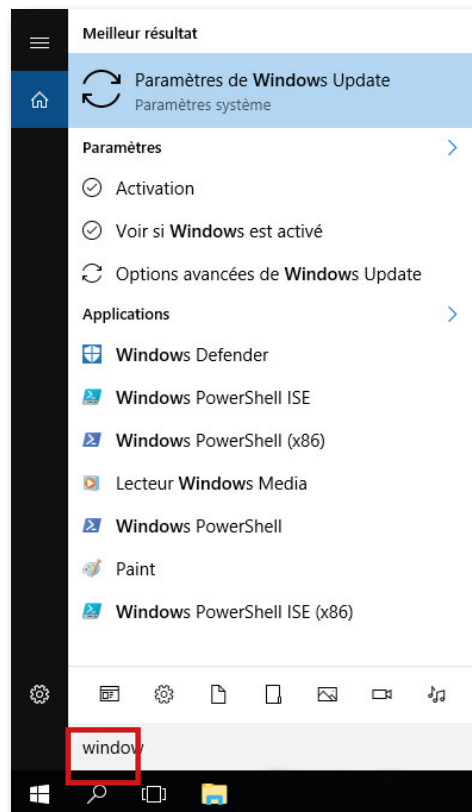 Meilleur résultat
Paramètres de Windows Update
Paramètres système
Paramètres
Activation
Voir si Windows est activé
Options avancées de Windows Update
Applications
Windows Defender
Windows PowerShell ISE
Windows PowerShell (x86)
Lecteur Windows Media
Windows PowerShell
Paint
Windows PowerShell ISE (x86)
window